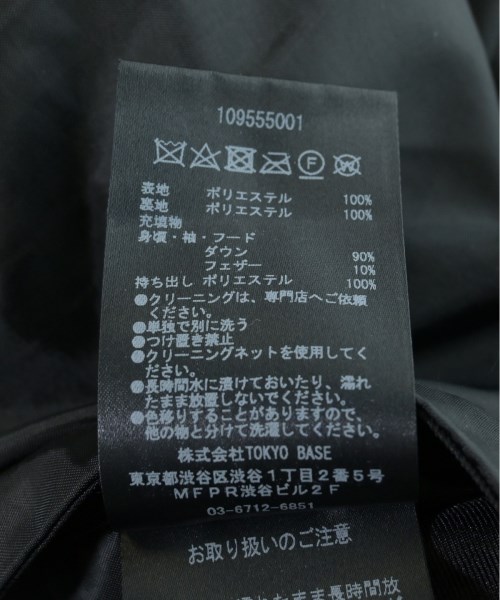 109555001
表地 ポリエステル 100%
裏地 ポリエステル 100%
充填物
身頃・袖・フード
ダウン 90%
フェザー 10%
持ち出し ポリエステル 100%
●クリーニングは、専門店へご依頼
ください。
●単独で別に洗う
●つけ置き禁止
●クリーニングネットを使用してく
ださい。
●長時間水に漬けておいたり、濡れ
たまま放置しないでください。
●色移りすることがありますので、
他の物と分けて洗濯してください。
株式会社TOKYO BASE
東京都渋谷区渋谷1丁目2番5号
MFPR渋谷ビル2F
03-6712-6851
お取り扱いのご注意
たまま長時間放